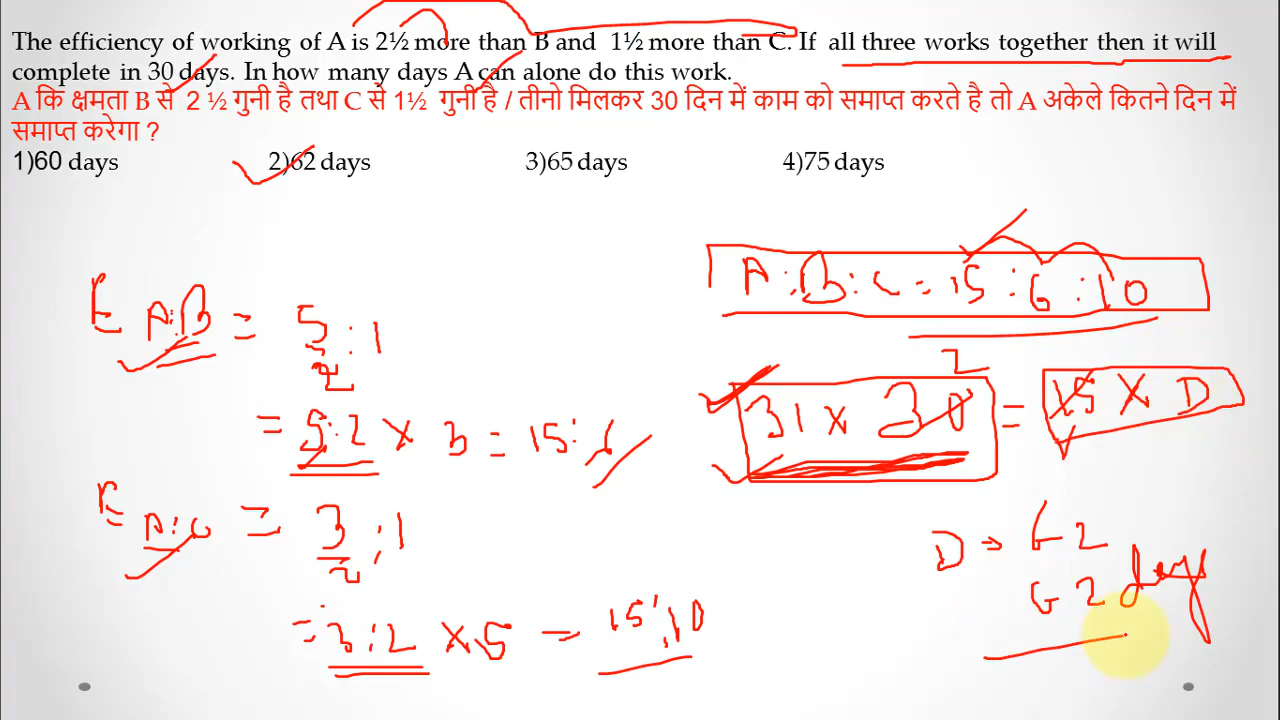 The efficiency of working of A is 2½ more than B and 1½ more than C. If all three works together then it will
complete in 30 days. In how many days A can alone do this work.
A कि क्षमता B से 2 ½ गुनी है तथा C से 1½ गुनी है / तीनो मिलकर 30 दिन में काम को समाप्त करते है तो A अकेले कितने दिन में
समाप्त करेगा ?
1)60 days 2)62 days 3)65 days 4)75 days
A : B : C = 15 : 6 : 10
E A:B = 5/2 : 1
2
31 x 30 = 15 x D
= 5:2 x 3 = 15:6
E A:C = 3/2 : 1
D ⇒ 62
62 days
= 3:2 x 5 = 15:10